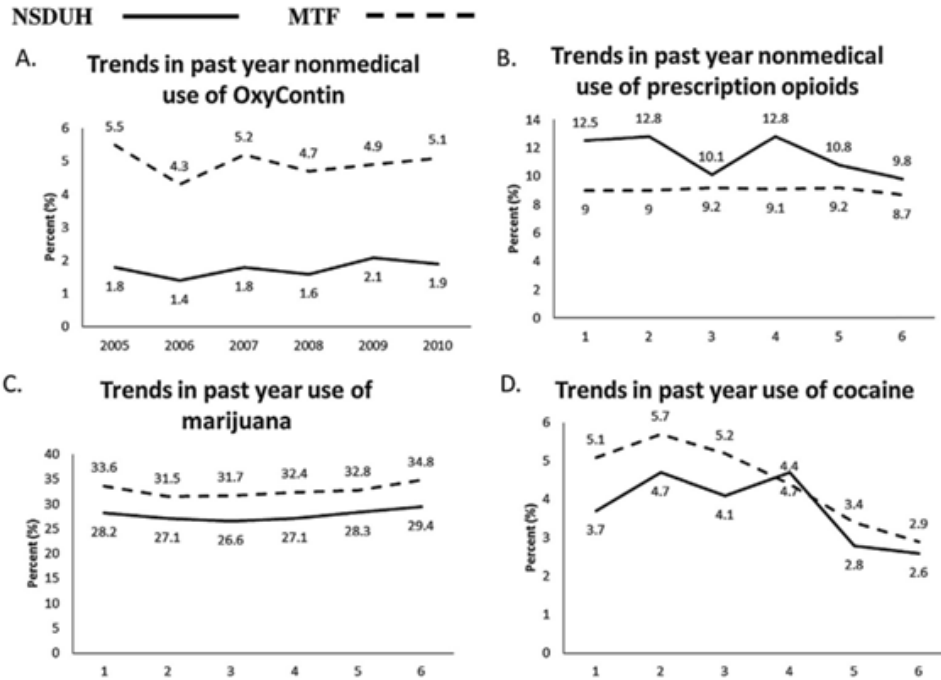 NSDUH MTF
A.
Trends in past year nonmedical
use of OxyContin
Percent (%)
6
5
4
3
2
1
0
5.5 4.3 5.2 4.7 4.9 5.1
1.8 1.4 1.8 1.6 2.1 1.9
2005 2006 2007 2008 2009 2010
B.
Trends in past year nonmedical
use of prescription opioids
Percent (%)
14
12
10
8
6
4
2
0
12.5 12.8 10.1 12.8 10.8 9.8
9 9 9.2 9.1 9.2 8.7
1 2 3 4 5 6
C.
Trends in past year use of
marijuana
Percent (%)
40
35
30
25
20
15
10
5
0
33.6 31.5 31.7 32.4 32.8 34.8
28.2 27.1 26.6 27.1 28.3 29.4
1 2 3 4 5 6
D.
Trends in past year use of cocaine
Percent (%)
6
5
4
3
2
1
0
5.1 5.7 5.2 4.4 3.4 2.9
3.7 4.7 4.1 4.7 2.8 2.6
1 2 3 4 5 6